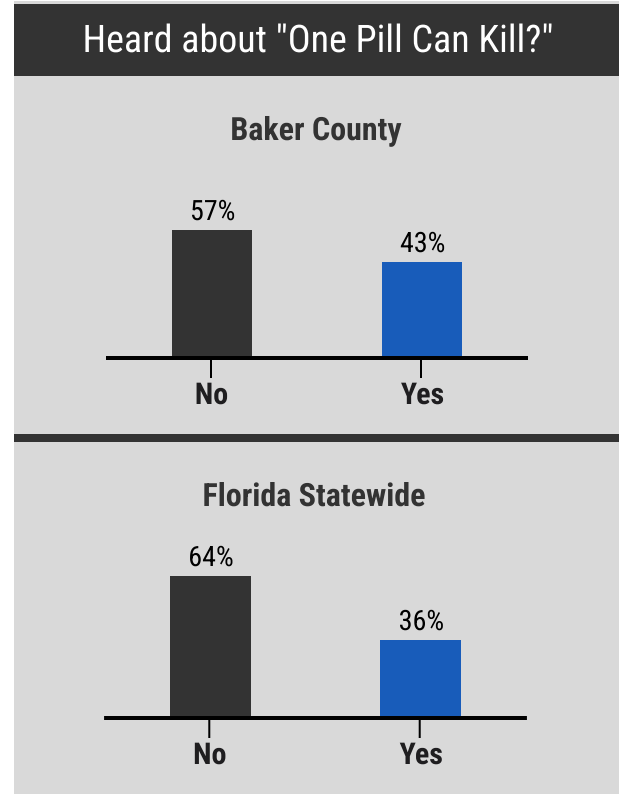 Heard about "One Pill Can Kill?"
Baker County
57%
43%
No
Yes
Florida Statewide
64%
36%
No
Yes